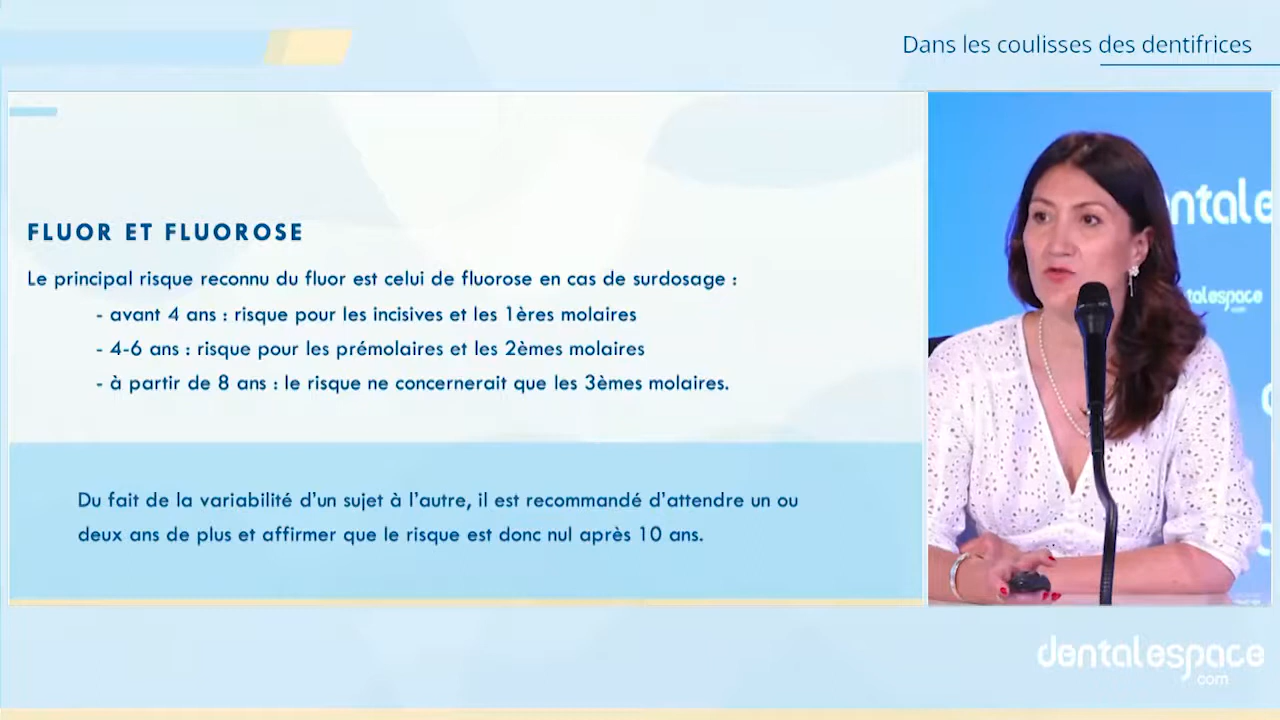 Dans les coulisses des dentifrices
FLUOR ET FLUOROSE
Le principal risque reconnu du fluor est celui de fluorose en cas de surdosage :
- avant 4 ans : risque pour les incisives et les 1ères molaires
- 4-6 ans : risque pour les prémolaires et les 2èmes molaires
- à partir de 8 ans : le risque ne concernerait que les 3èmes molaires.
Du fait de la variabilité d'un sujet à l'autre, il est recommandé d'attendre un ou
deux ans de plus et affirmer que le risque est donc nul après 10 ans.
entale
talespace
dentalespace
.com